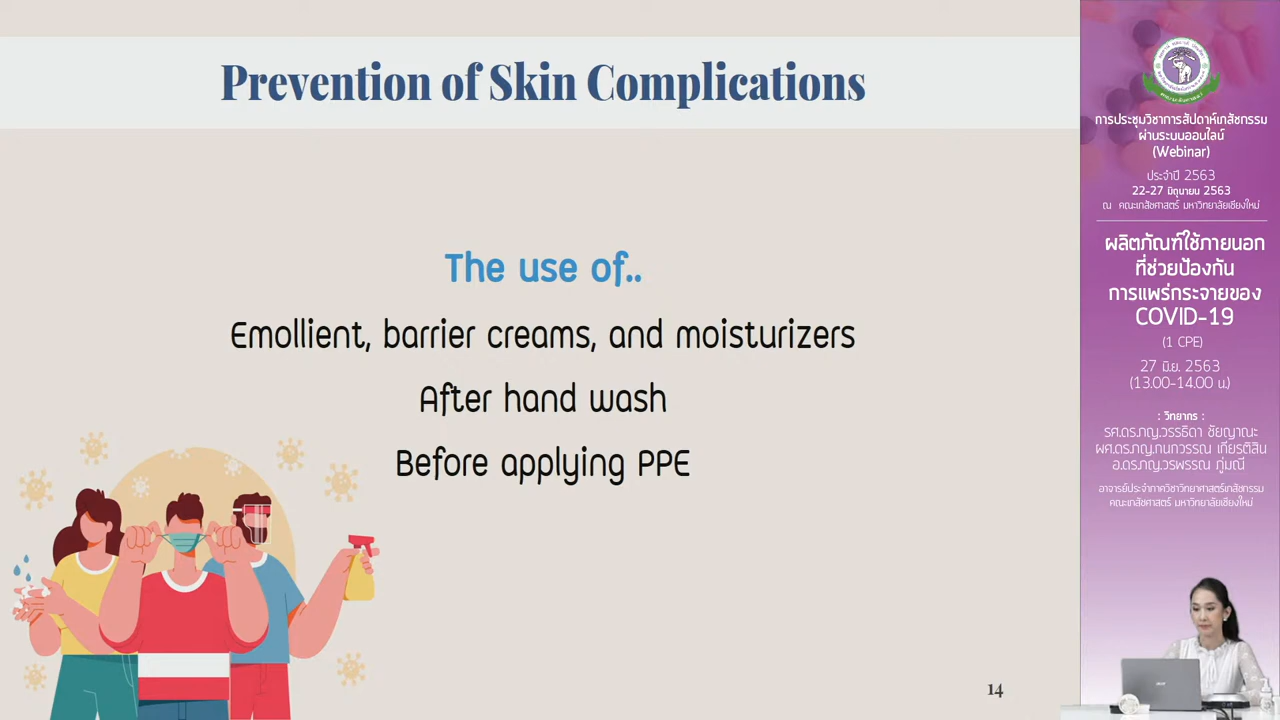 Prevention of Skin Complications
The use of..
Emollient, barrier creams, and moisturizers
After hand wash
Before applying PPE
14
การประชุมวิชาการสัปดาห์เภสัชกรรม
ผ่านระบบออนไลน์
(Webinar)
ประจำปี 2563
22-27 มิถุนายน 2563
ณ คณะเภสัชศาสตร์ มหาวิทยาลัยเชียงใหม่
ผลิตภัณฑ์ใช้ภายนอก
ที่ช่วยป้องกัน
การแพร่กระจายของ
COVID-19
(1 CPE)
27 มิ.ย. 2563
(13.00-14.00 น.)
: วิทยากร :
รศ.ดร.ภญ.วรรธิดา ชัยญาณะ
ผศ.ดร.ภญ.กนกวรรณ เกียรติสิน
อ.ดร.ภญ.วรพรรณ ภู่มณี
อาจารย์ประจำภาควิชาวิทยาศาสตร์เภสัชกรรม
คณะเภสัชศาสตร์ มหาวิทยาลัยเชียงใหม่